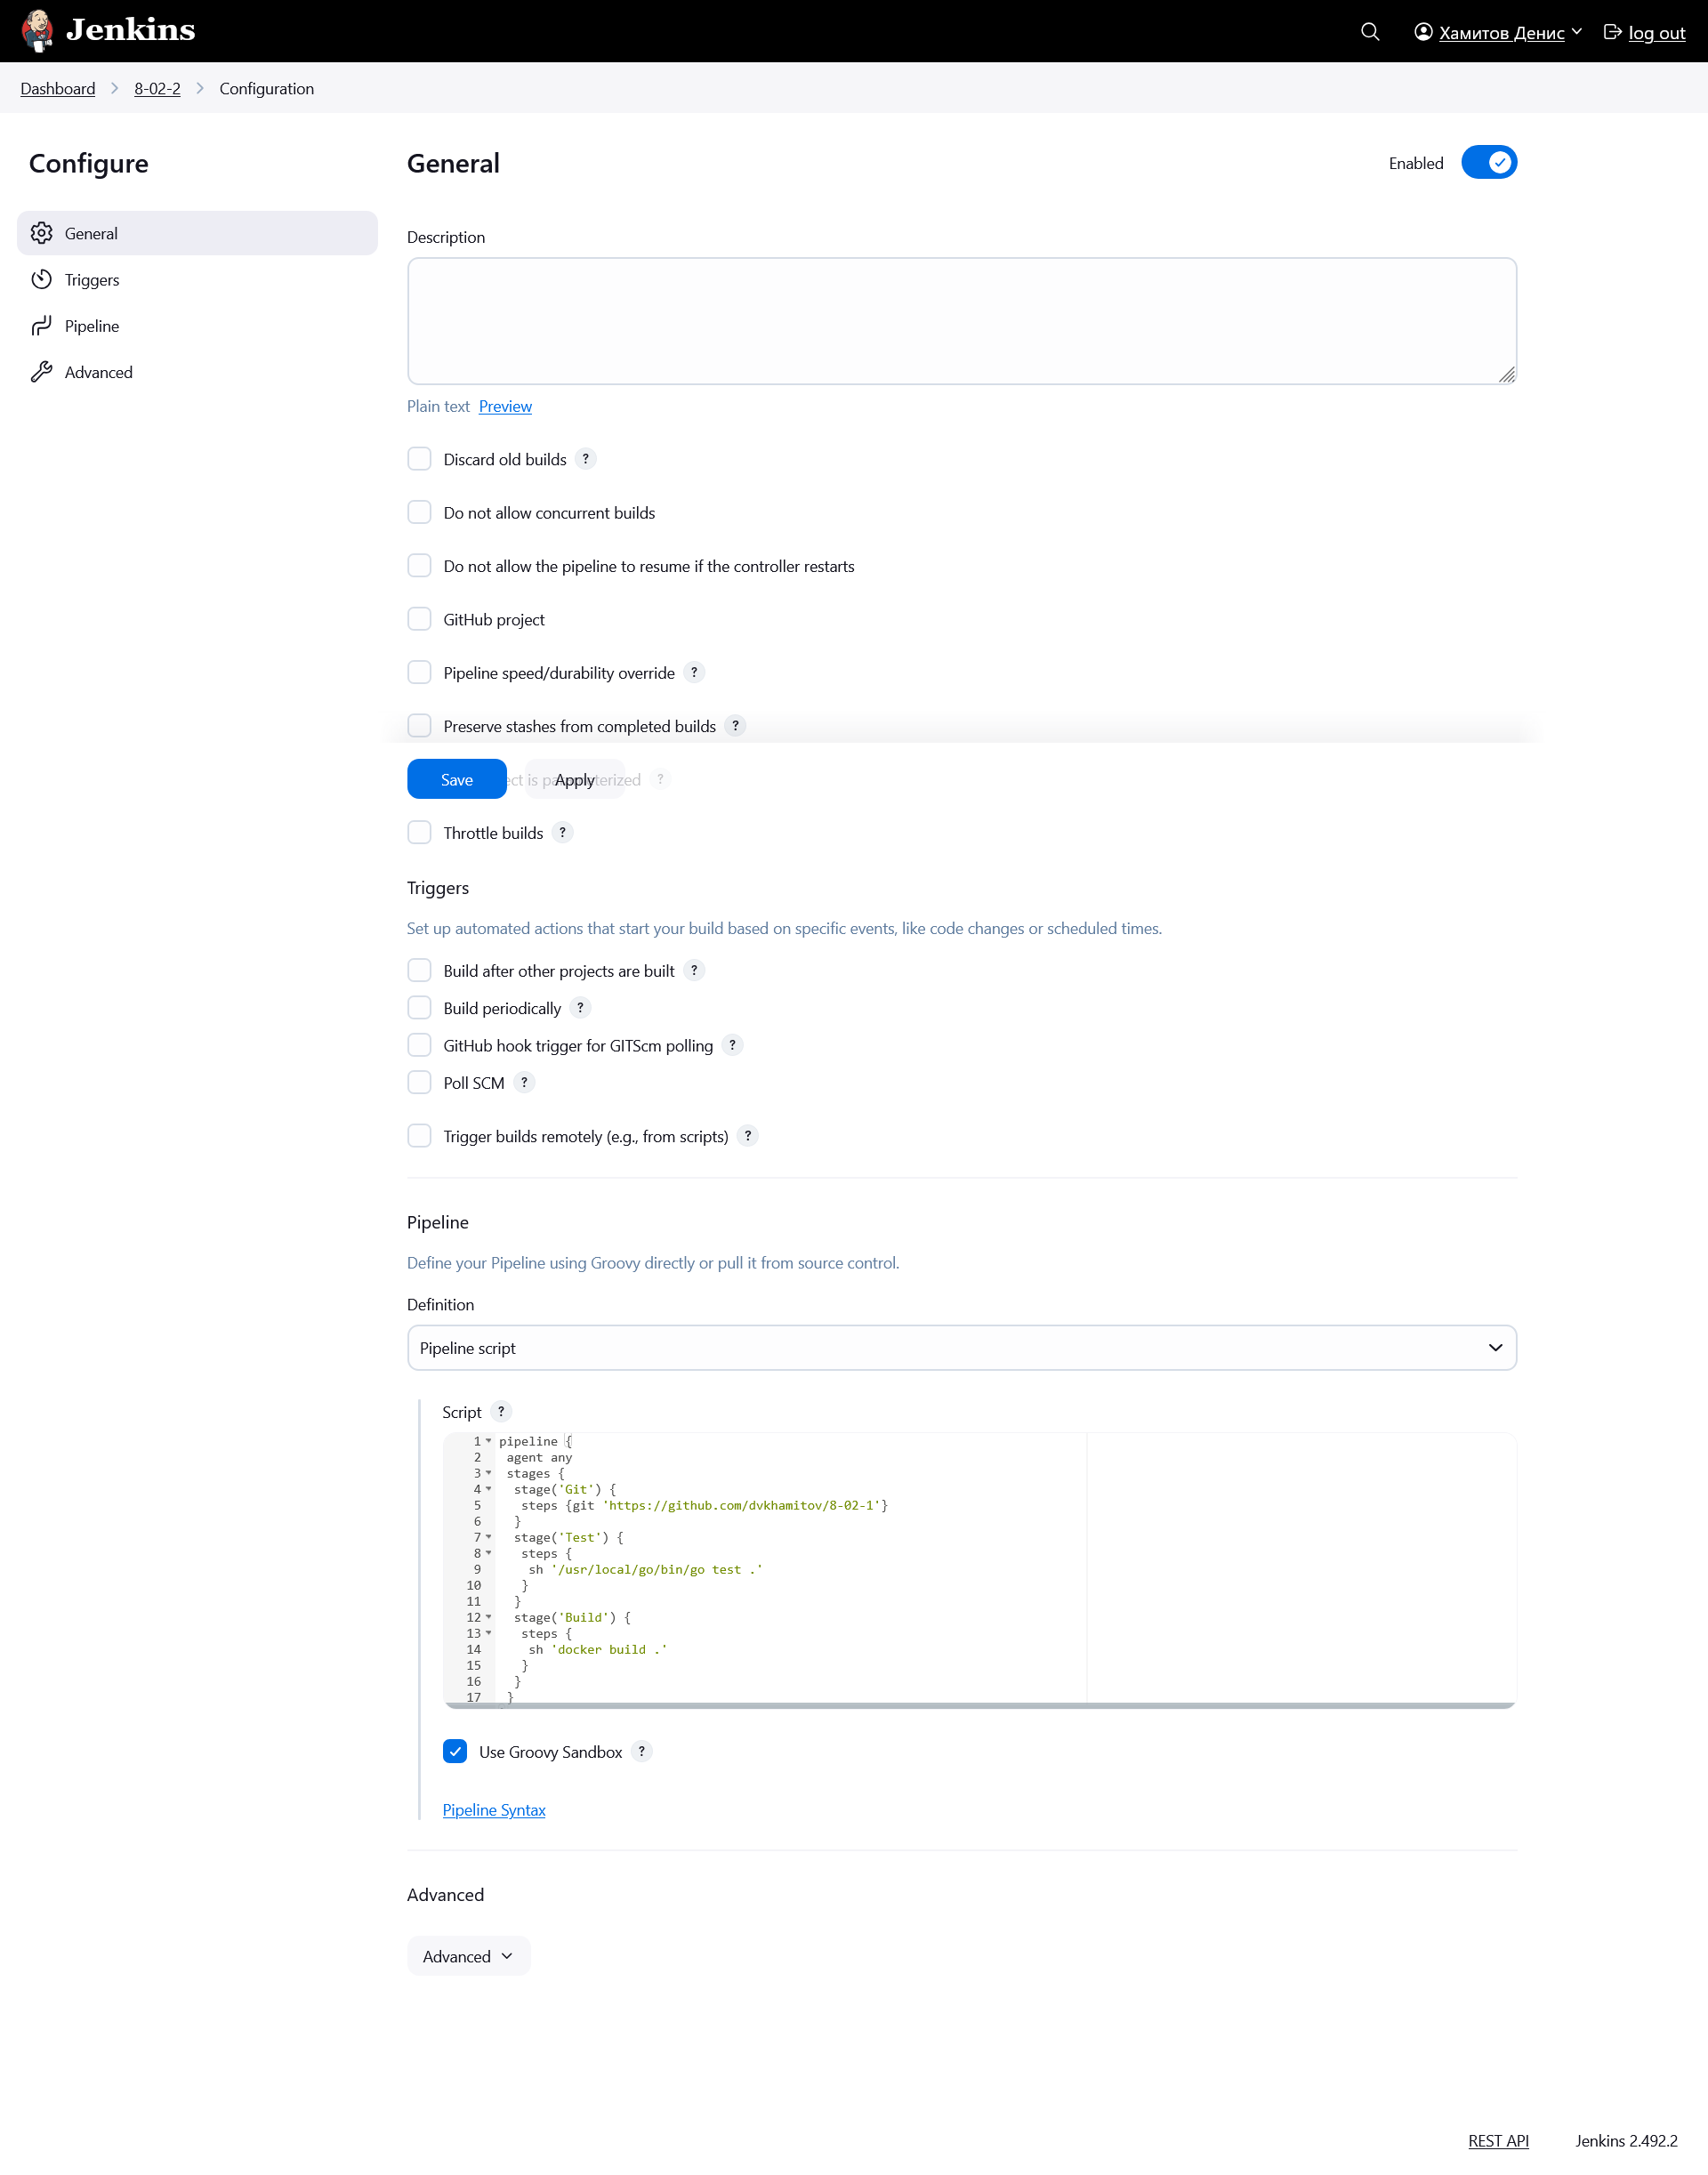 Jenkins
Хамитов Денис
log out
Dashboard
8-02-2
Configuration
Configure
General
Triggers
Pipeline
Advanced
General
Enabled
Description
Plain text Preview
Discard old builds ?
Do not allow concurrent builds
Do not allow the pipeline to resume if the controller restarts
GitHub project
Pipeline speed/durability override ?
Preserve stashes from completed builds ?
Save
Apply
Throttle builds ?
Triggers
Set up automated actions that start your build based on specific events, like code changes or scheduled times.
Build after other projects are built ?
Build periodically ?
GitHub hook trigger for GITScm polling ?
Poll SCM ?
Trigger builds remotely (e.g., from scripts) ?
Pipeline
Define your Pipeline using Groovy directly or pull it from source control.
Definition
Pipeline script
Script ?
1 pipeline {
2 agent any
3 stages {
4 stage('Git') {
5 steps {git 'https://github.com/dvkhamitov/8-02-1'}
6 }
7 stage('Test') {
8 steps {
9 sh '/usr/local/go/bin/go test .'
10 }
11 }
12 stage('Build') {
13 steps {
14 sh 'docker build .'
15 }
16 }
17 }
Use Groovy Sandbox ?
Pipeline Syntax
Advanced
Advanced
REST API
Jenkins 2.492.2